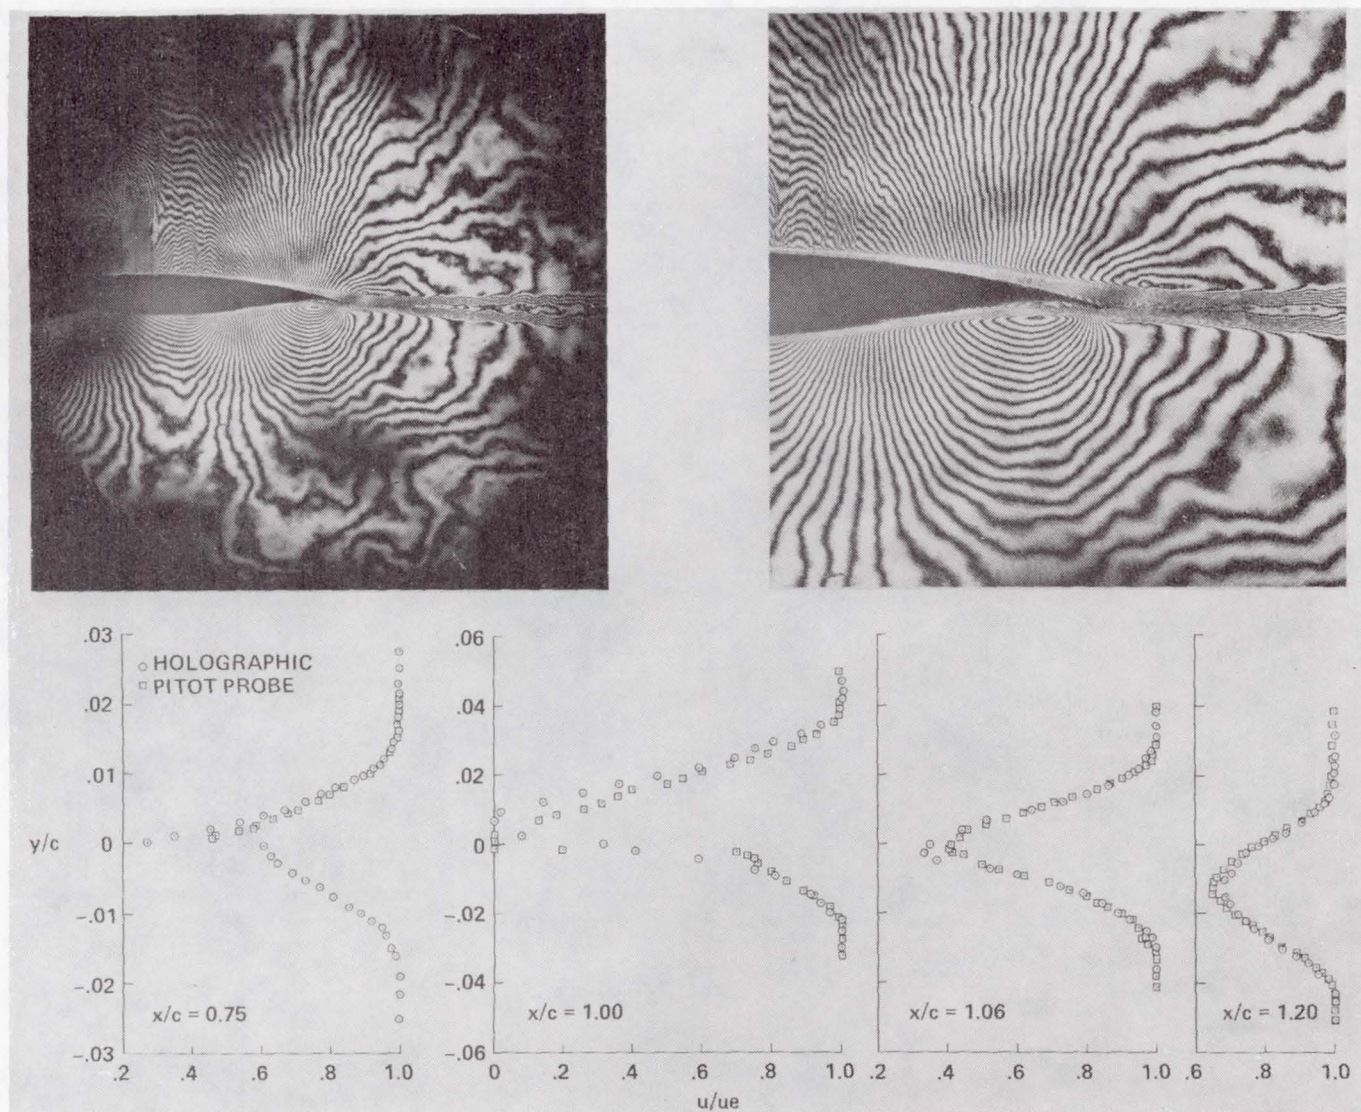 .03
.02
.01
0
-.01
-.02
-.03
y/c
○ HOLOGRAPHIC
□ PITOT PROBE
x/c = 0.75
.2 .4 .6 .8 1.0
.06
.04
.02
0
-.02
-.04
-.06
x/c = 1.00
0 .2 .4 .6 .8 1.0
x/c = 1.06
.2 .4 .6 .8 1.0
x/c = 1.20
.6 .8 1.0
u/ue